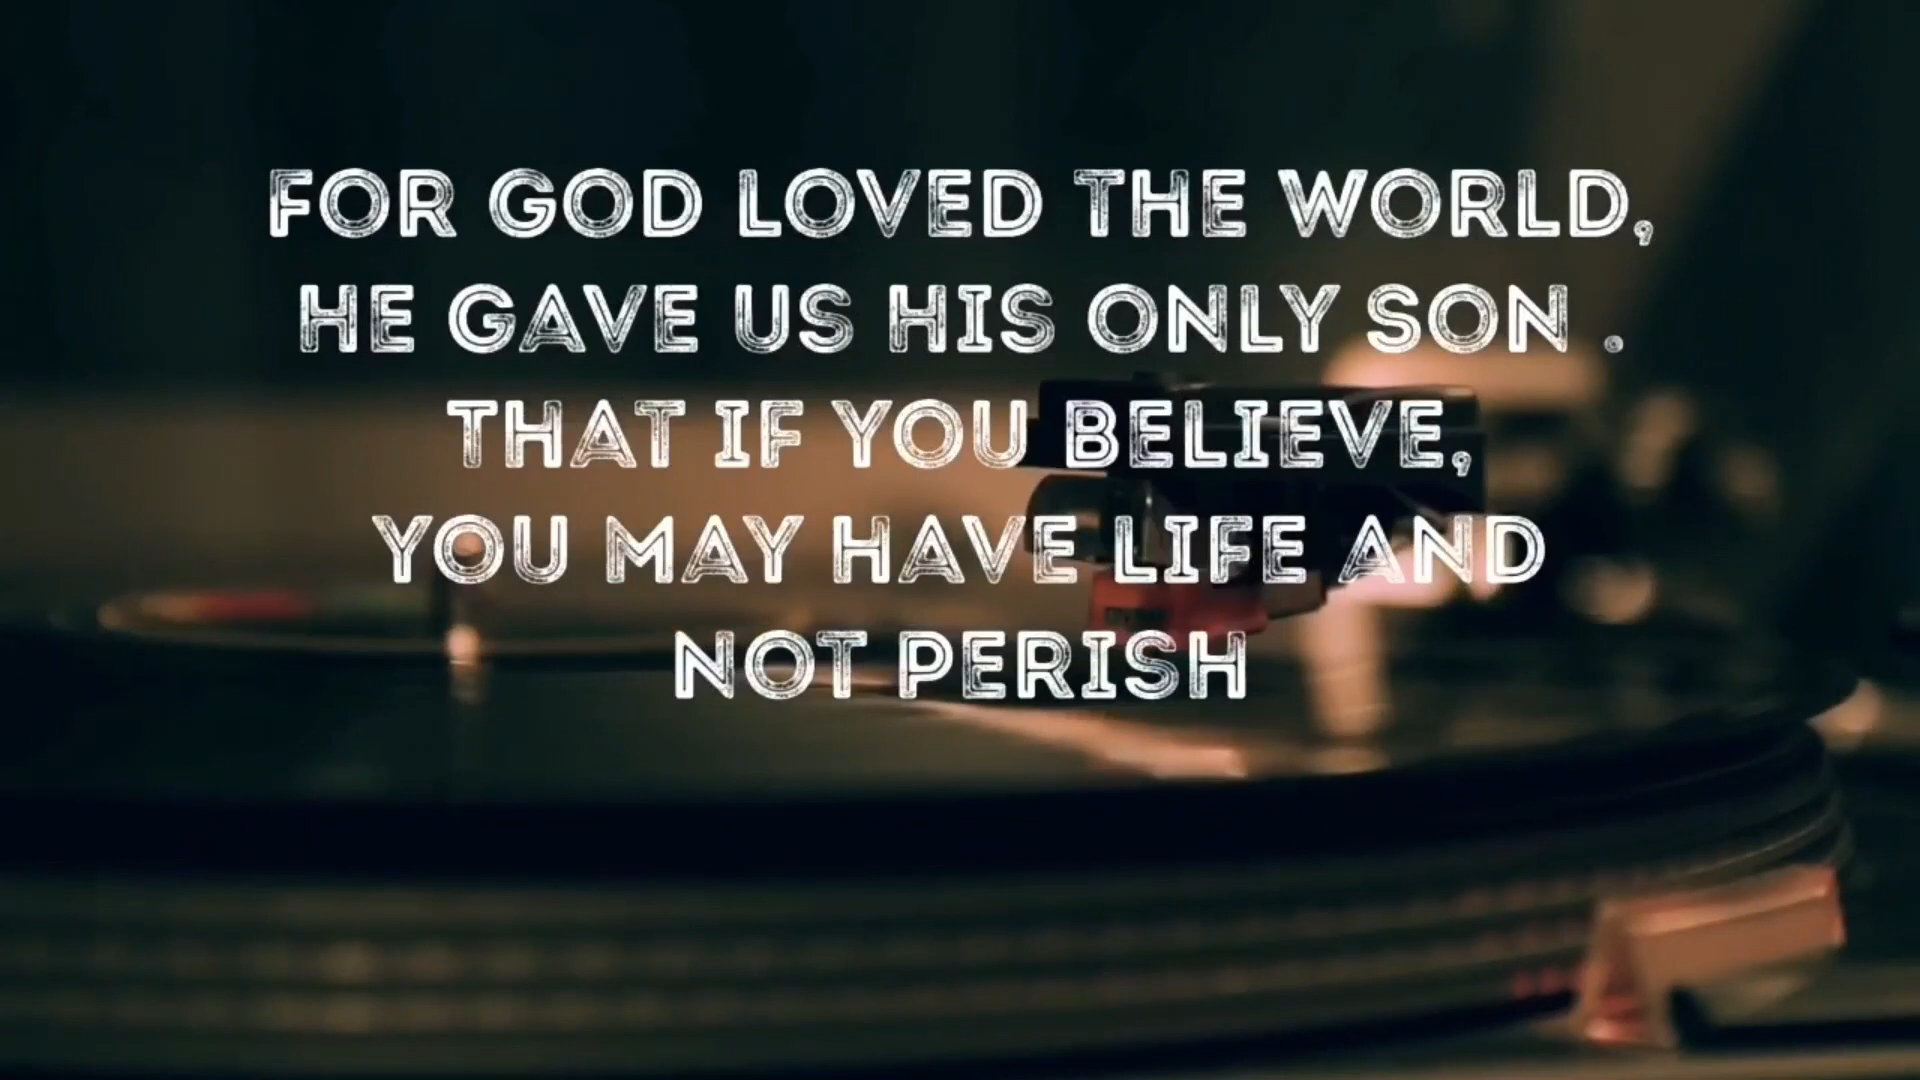 FOR GOD LOVED THE WORLD,
HE GAVE US HIS ONLY SON .
THAT IF YOU BELIEVE,
YOU MAY HAVE LIFE AND
NOT PERISH